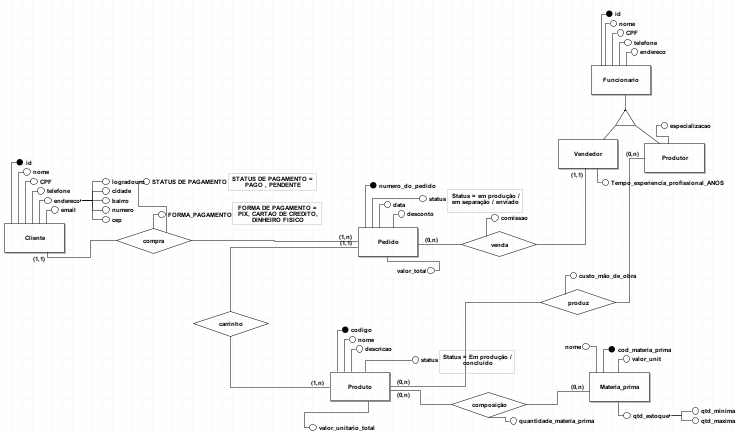 id
nome
CPF
telefone
endereco
Funcionario
especializacao
Vendedor
(0,n)
Produtor
(1,1)
Tempo_experiencia_profissional_ANOS
id
nome
CPF
telefone
endereco
email
logradouro
cidade
bairro
numero
cep
STATUS DE PAGAMENTO
STATUS DE PAGAMENTO =
PAGO , PENDENTE
FORMA_PAGAMENTO
FORMA DE PAGAMENTO =
PIX, CARTAO DE CREDITO,
DINHEIRO FISICO
Cliente
(1,1)
compra
numero_do_pedido
status
data
desconto
Status = em produção /
em separação / enviado
(1,n)
(1,1)
Pedido
(0,n)
valor_total
comissao
venda
custo_mão_de_obra
produz
carrinho
codigo
nome
descricao
status
Status = Em produção /
concluido
(1,n)
Produto
(0,n)
(0,n)
valor_unitario_total
composição
quantidade_materia_prima
(0,n)
nome
cod_materia_prima
valor_unit
Materia_prima
qtd_estoque
qtd_minima
qtd_maxima